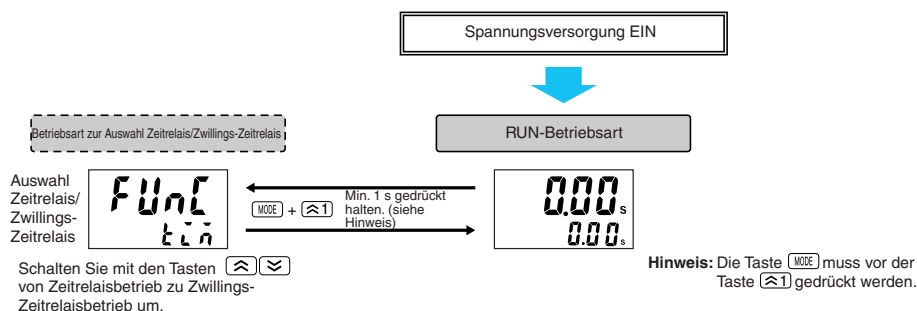 Spannungsversorgung EIN
Betriebsart zur Auswahl Zeitrelais/Zwillings-Zeitrelais
RUN-Betriebsart
Auswahl
Zeitrelais/
Zwillings-
Zeitrelais
FUnC
tim
MODE + 1
Min. 1 s gedrückt
halten. (siehe
Hinweis)
0.00 s
0.00 s
Schalten Sie mit den Tasten
von Zeitrelaisbetrieb zu Zwillings-
Zeitrelaisbetrieb um.
Hinweis: Die Taste MODE muss vor der
Taste 1 gedrückt werden.